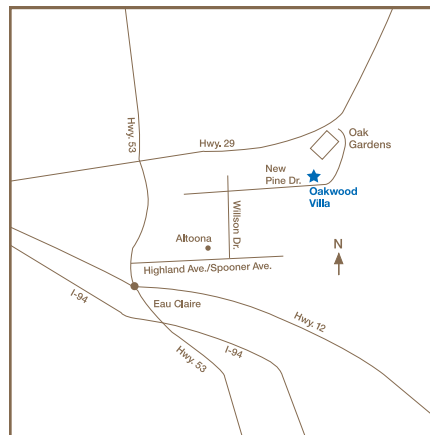 Hwy. 53
Oak
Gardens
Hwy. 29
New
Pine Dr.
Oakwood
Villa
Willson Dr.
Altoona
N
Highland Ave./Spooner Ave.
I-94
Eau Claire
Hwy. 12
I-94
Hwy. 53